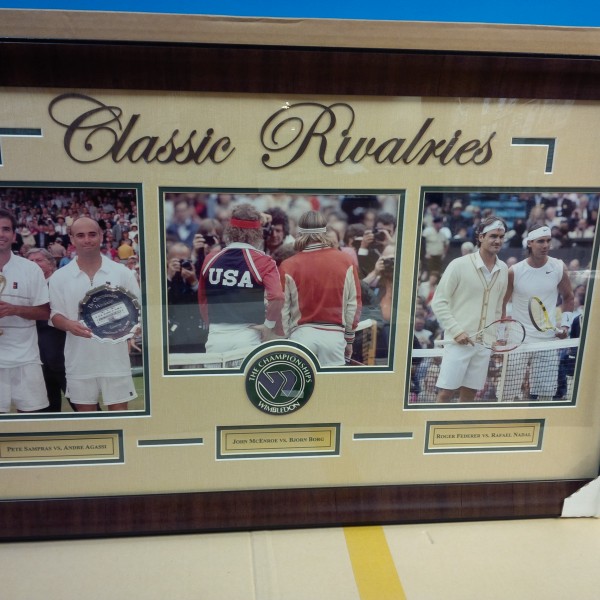 Classic Rivalries
USA
THE CHAMPIONSHIPS
WIMBLEDON
PETE SAMPRAS VS. ANDRE AGASSI
JOHN MCENROE VS. BJORN BORG
ROGER FEDERER VS. RAFAEL NADAL